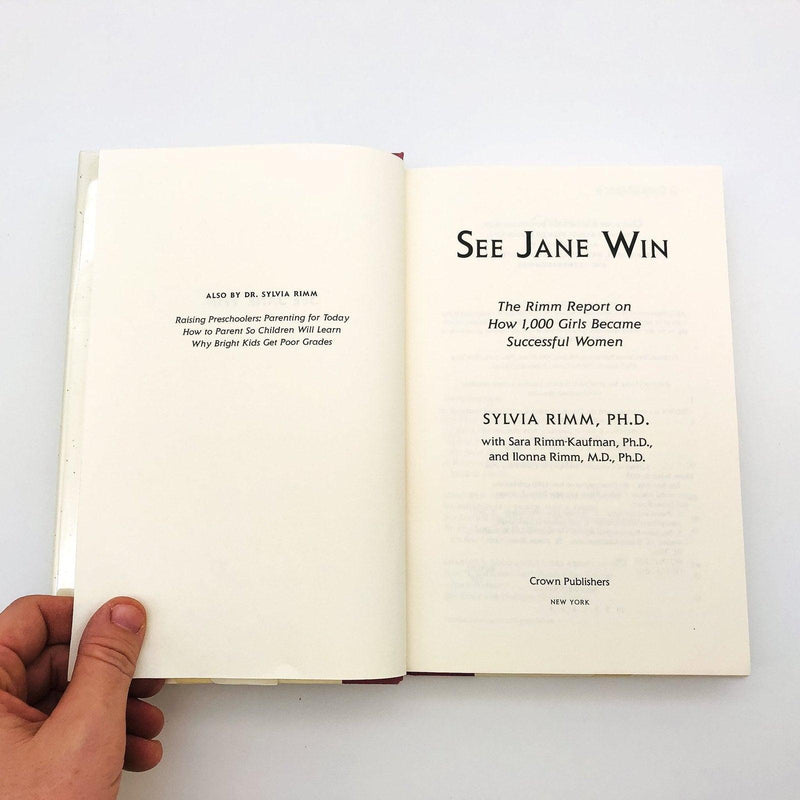 ALSO BY DR. SYLVIA RIMM
Raising Preschoolers: Parenting for Today
How to Parent So Children Will Learn
Why Bright Kids Get Poor Grades
SEE JANE WIN
The Rimm Report on
How 1,000 Girls Became
Successful Women
SYLVIA RIMM, PH.D.
with Sara Rimm-Kaufman, Ph.D.,
and Ilonna Rimm, M.D., Ph.D.
Crown Publishers
NEW YORK